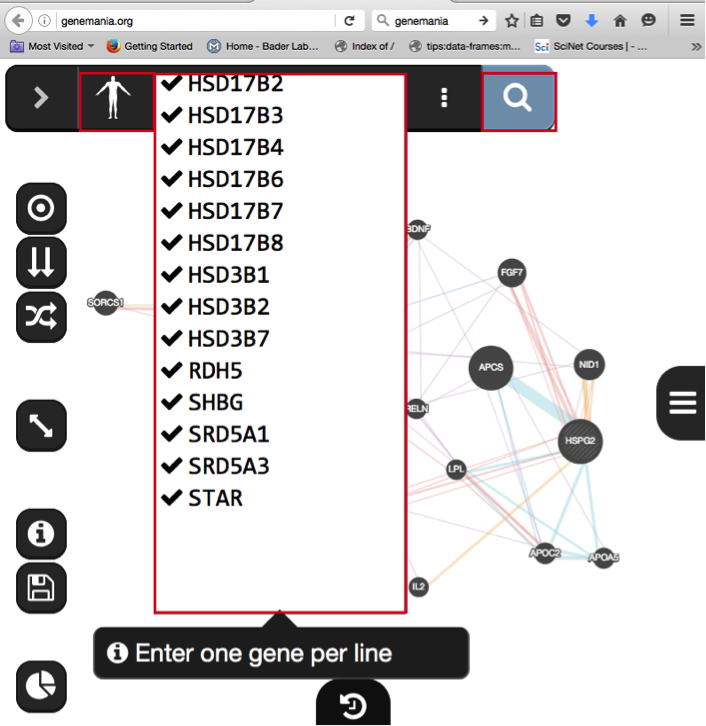 genemania.org
genemania
Most Visited
Getting Started
Home - Bader Lab...
Index of /
tips:data-frames:m...
Sci SciNet Courses | - ...
HSD17B2
HSD17B3
HSD17B4
HSD17B6
HSD17B7
HSD17B8
HSD3B1
HSD3B2
HSD3B7
RDH5
SHBG
SRD5A1
SRD5A3
STAR
BDNF
FGF7
SORCS1
APCS
NID1
RELN
HSPG2
LPL
APOC2
APOA5
IL2
Enter one gene per line